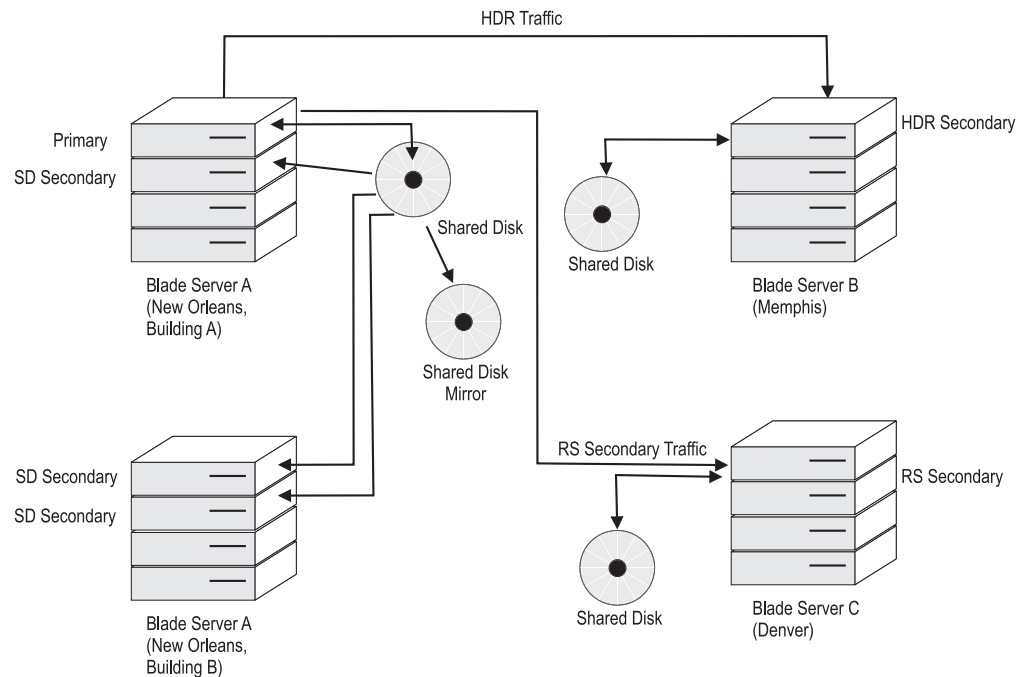 HDR Traffic
Primary
SD Secondary
HDR Secondary
Shared Disk
Shared Disk
Blade Server A
(New Orleans,
Building A)
Blade Server B
(Memphis)
Shared Disk
Mirror
RS Secondary Traffic
SD Secondary
SD Secondary
RS Secondary
Shared Disk
Blade Server A
(New Orleans,
Building B)
Blade Server C
(Denver)